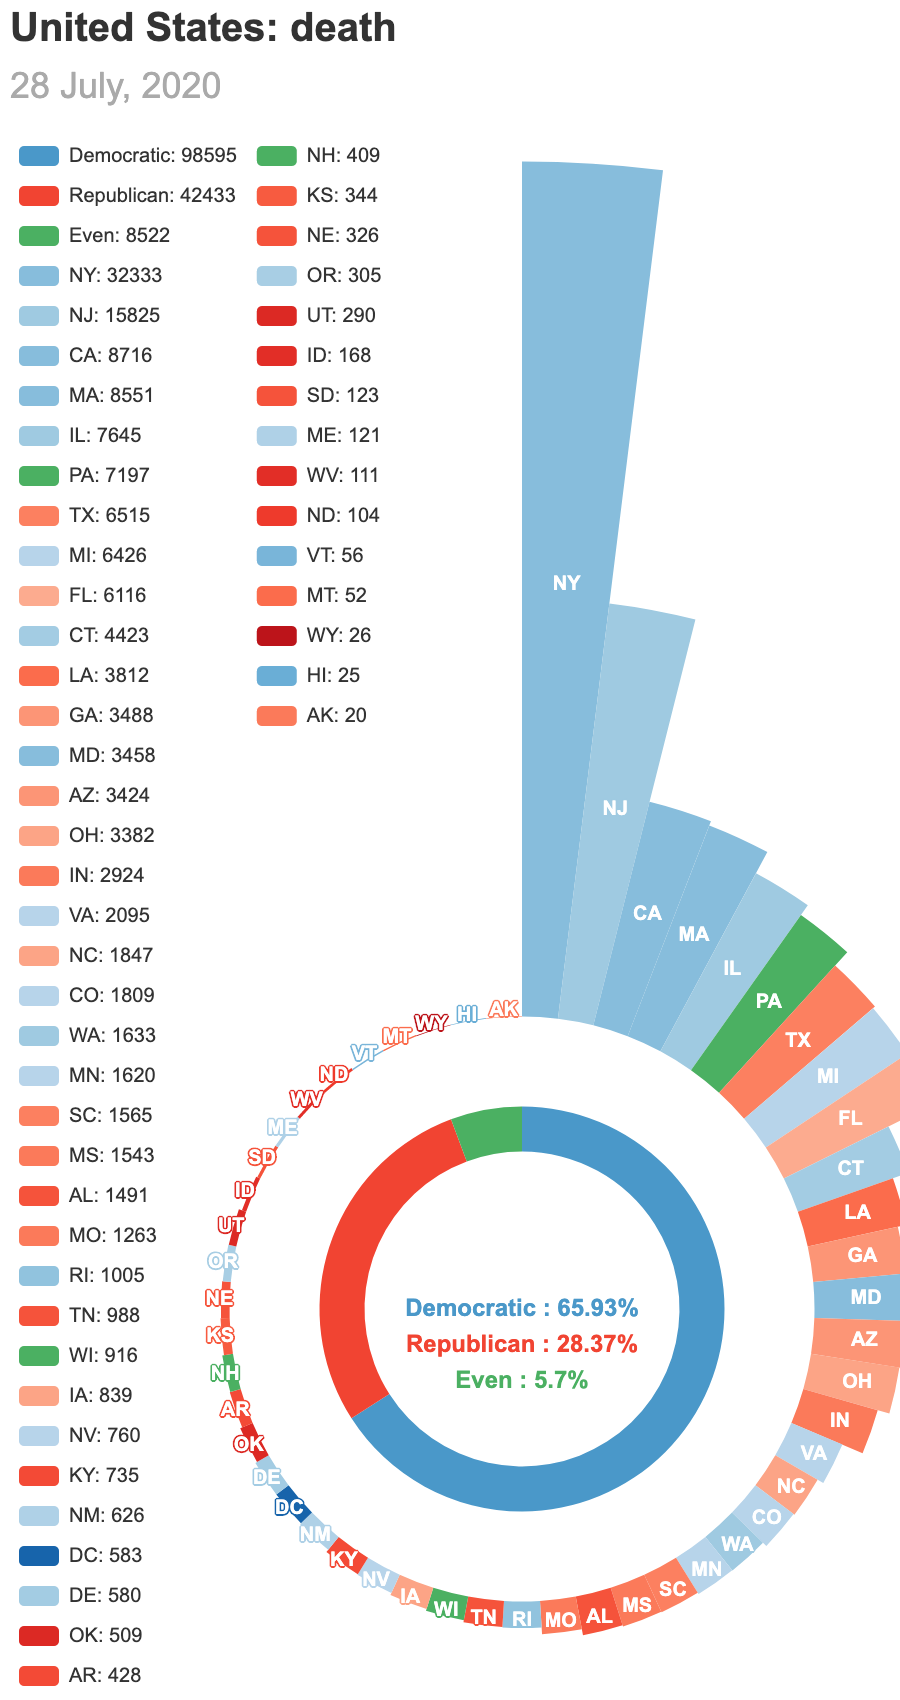 United States: death
28 July, 2020
Democratic: 98595
Republican: 42433
Even: 8522
NY: 32333
NJ: 15825
CA: 8716
MA: 8551
IL: 7645
PA: 7197
TX: 6515
MI: 6426
FL: 6116
CT: 4423
LA: 3812
GA: 3488
MD: 3458
AZ: 3424
OH: 3382
IN: 2924
VA: 2095
NC: 1847
CO: 1809
WA: 1633
MN: 1620
SC: 1565
MS: 1543
AL: 1491
MO: 1263
RI: 1005
TN: 988
WI: 916
IA: 839
NV: 760
KY: 735
NM: 626
DC: 583
DE: 580
OK: 509
AR: 428
NH: 409
KS: 344
NE: 326
OR: 305
UT: 290
ID: 168
SD: 123
ME: 121
WV: 111
ND: 104
VT: 56
MT: 52
WY: 26
HI: 25
AK: 20
NY
NJ
CA
MA
IL
PA
TX
MI
FL
CT
LA
GA
MD
AZ
OH
IN
VA
NC
CO
WA
MN
SC
MS
AL
MO
RI
TN
WI
IA
NV
KY
NM
DC
DE
OK
AR
NH
KS
NE
OR
UT
ID
SD
ME
WV
ND
VT
MT
WY
HI
AK
Democratic : 65.93%
Republican : 28.37%
Even : 5.7%